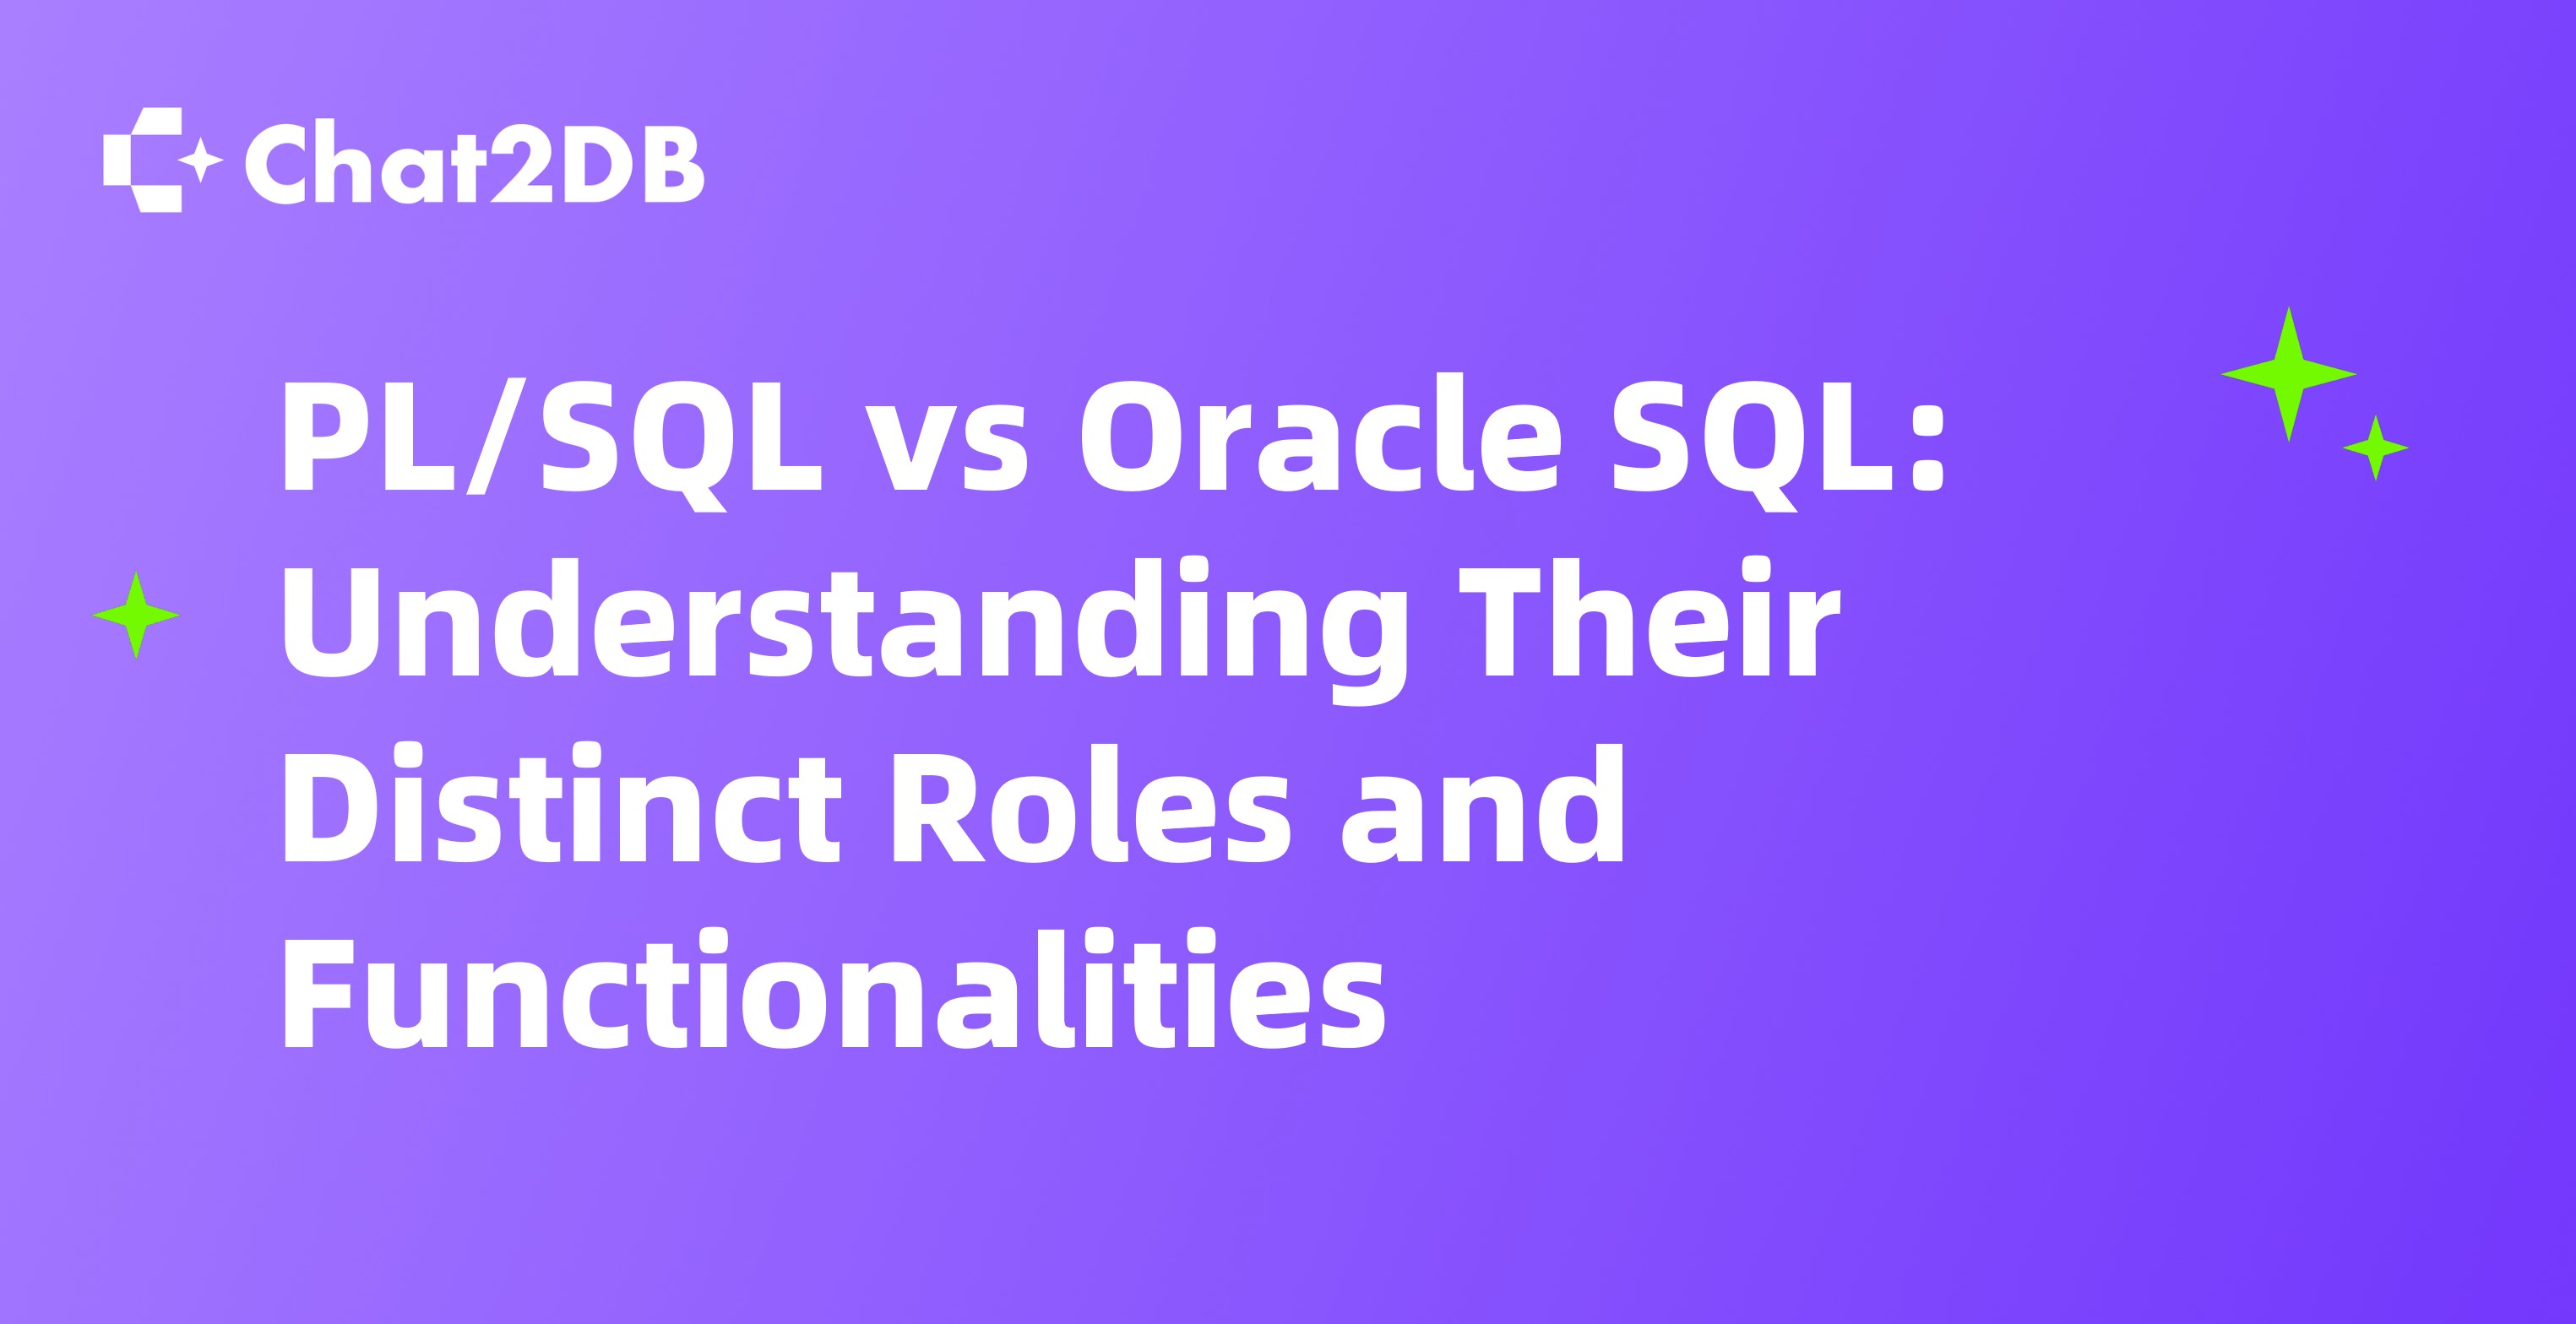 Chat2DB
PL/SQL vs Oracle SQL:
Understanding Their
Distinct Roles and
Functionalities